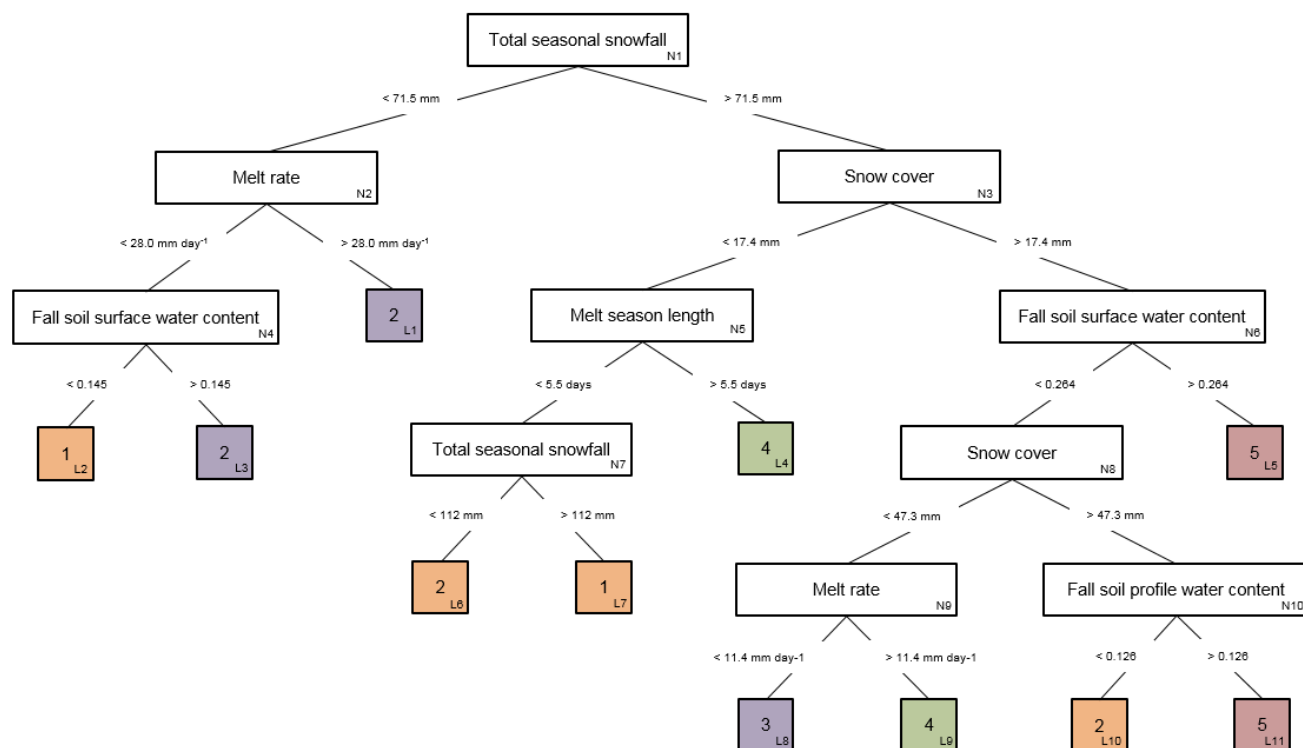 Total seasonal snowfall
N1
< 71.5 mm
> 71.5 mm
Melt rate
N2
Snow cover
N3
< 28.0 mm day⁻¹
> 28.0 mm day⁻¹
< 17.4 mm
> 17.4 mm
Fall soil surface water content
N4
2
L1
Melt season length
N5
Fall soil surface water content
N6
< 0.145
> 0.145
< 5.5 days
> 5.5 days
< 0.264
> 0.264
1
L2
2
L3
Total seasonal snowfall
N7
4
L4
Snow cover
N8
5
L5
< 112 mm
> 112 mm
< 47.3 mm
> 47.3 mm
2
L6
1
L7
Melt rate
N9
Fall soil profile water content
N10
< 11.4 mm day-1
> 11.4 mm day-1
< 0.126
> 0.126
3
L8
4
L9
2
L10
5
L11